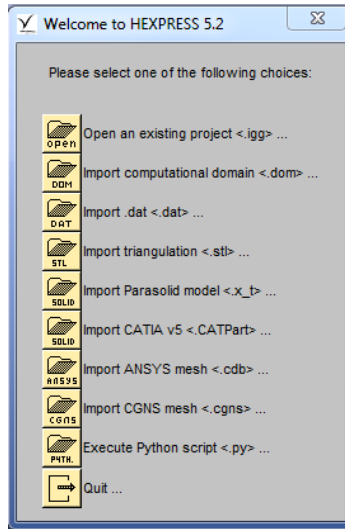 Welcome to HEXPRESS 5.2
Please select one of the following choices:
open Open an existing project <.igg> ...
DOM Import computational domain <.dom> ...
DAT Import .dat <.dat> ...
STL Import triangulation <.stl> ...
SOLID Import Parasolid model <.x_t> ...
SOLID Import CATIA v5 <.CATPart> ...
ANSYS Import ANSYS mesh <.cdb> ...
CGNS Import CGNS mesh <.cgns> ...
PYTH. Execute Python script <.py> ...
Quit ...